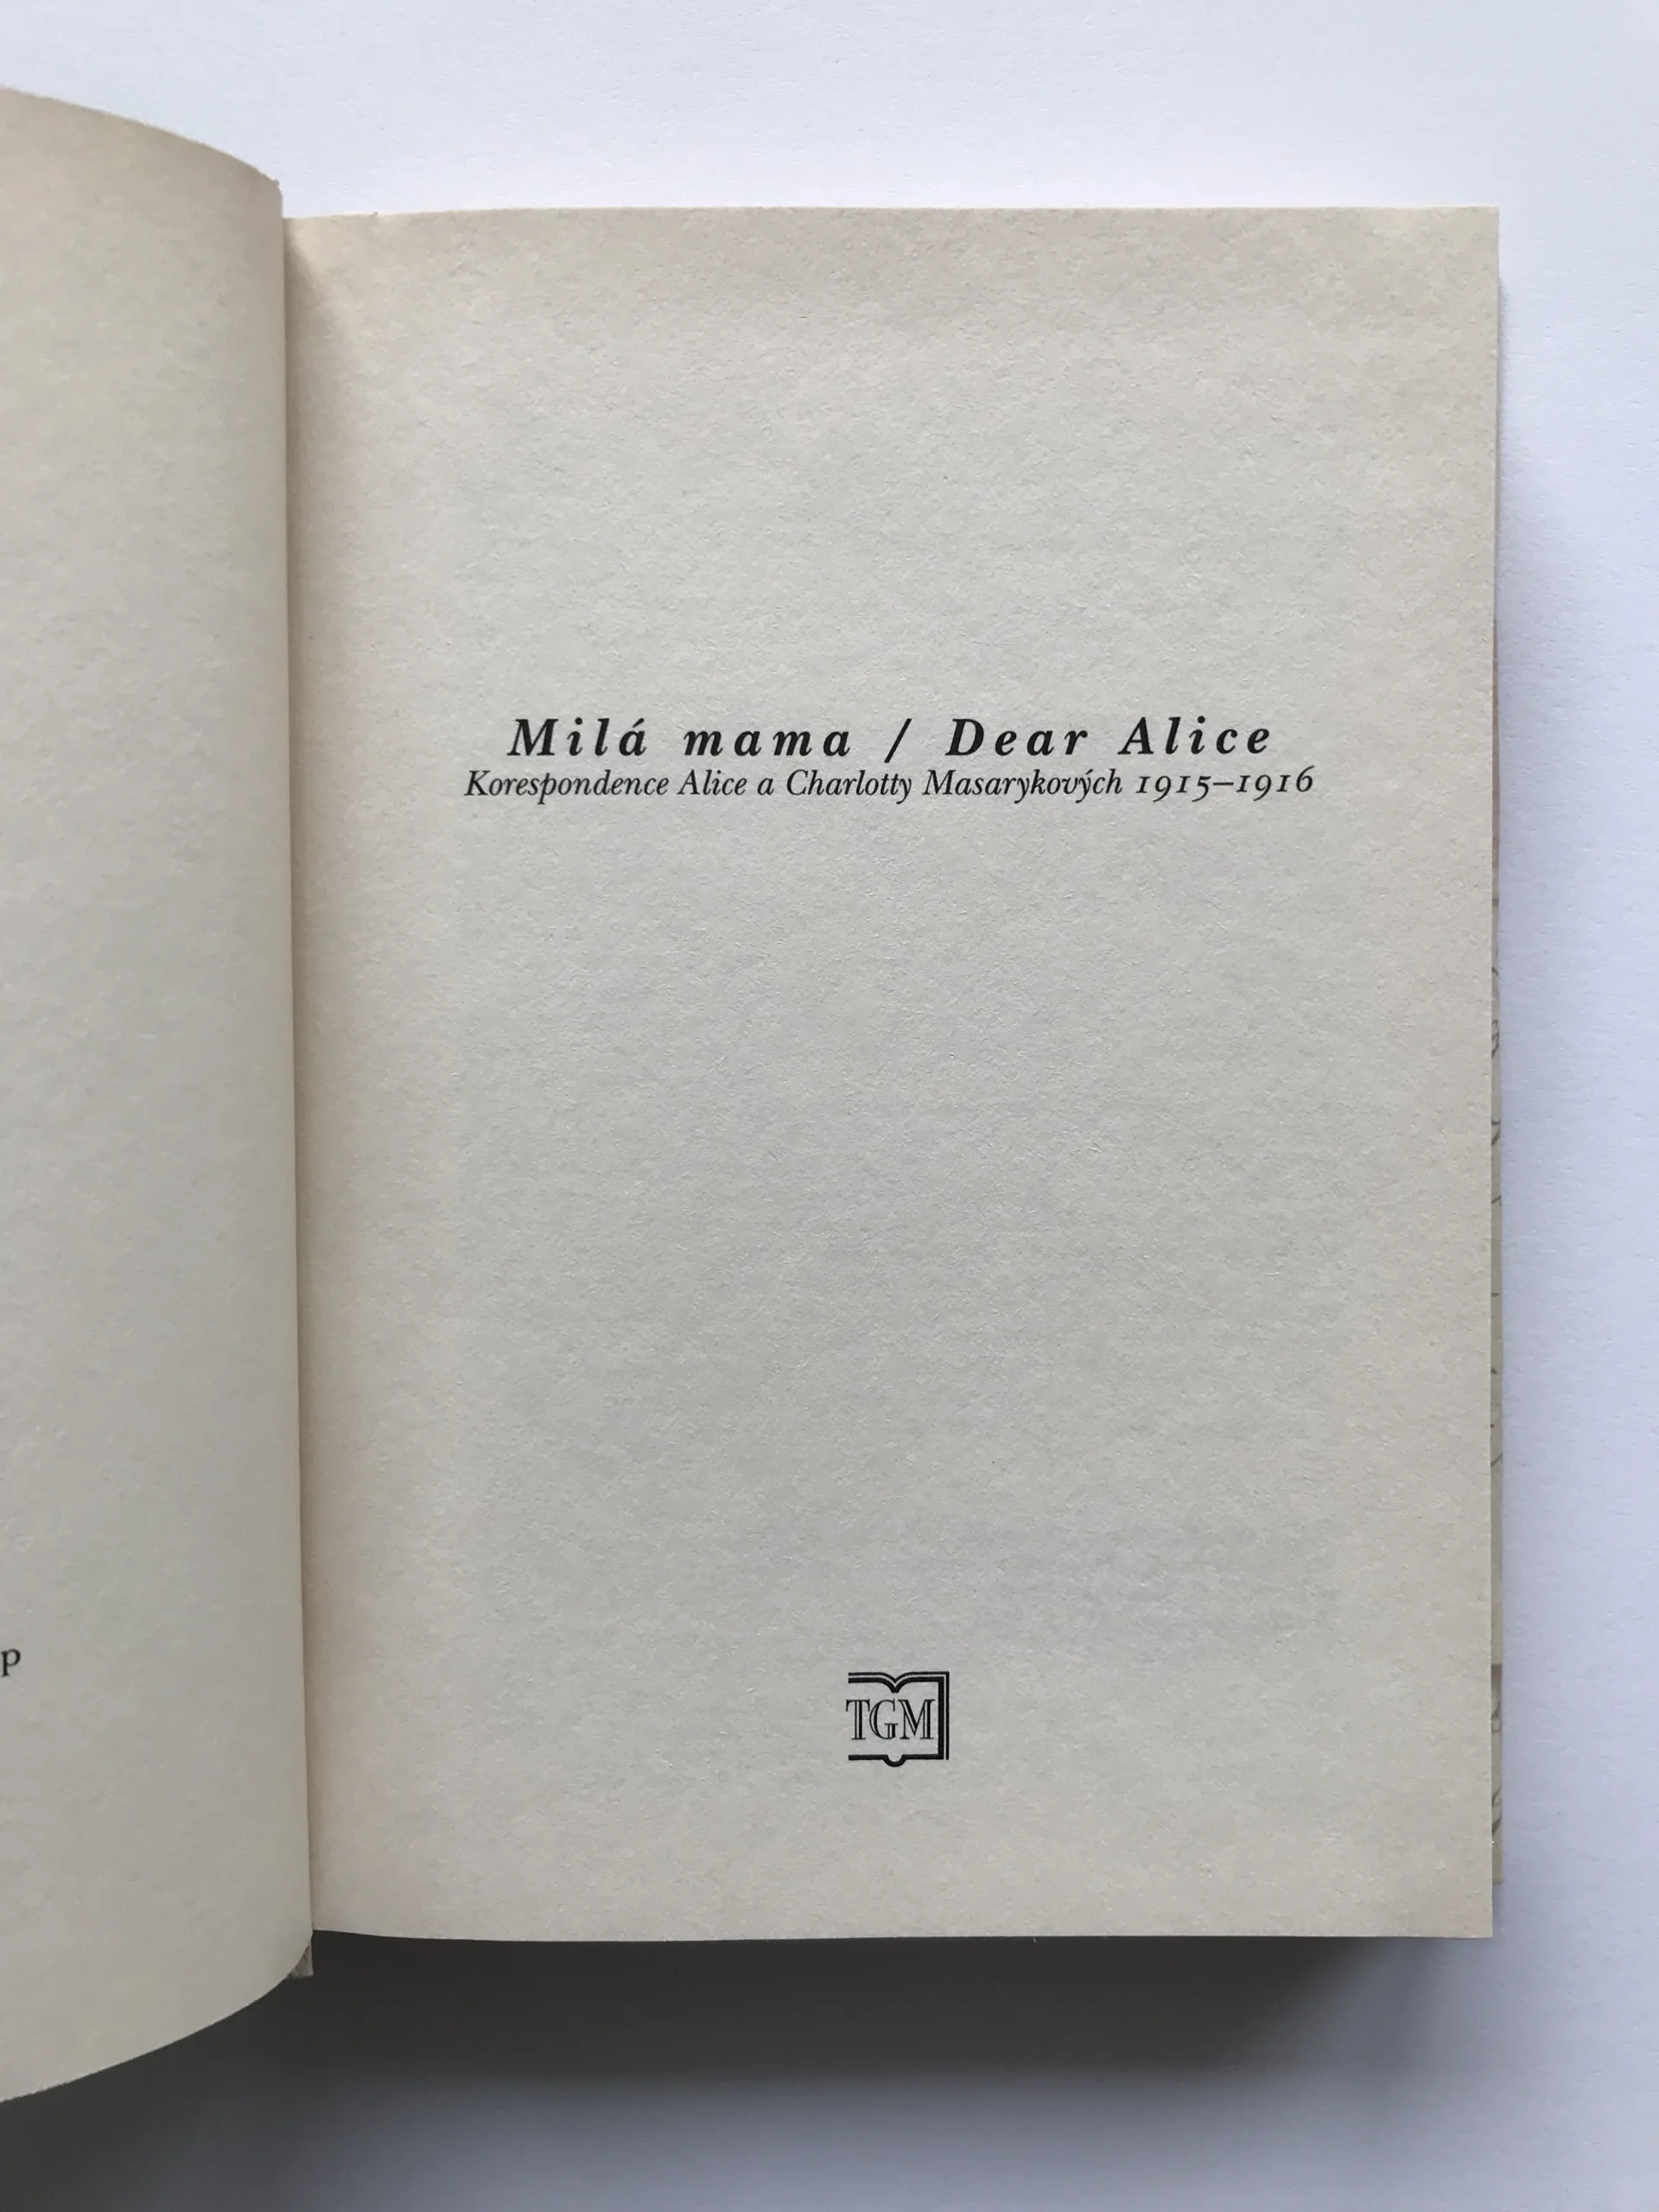 Milá mama / Dear Alice
Korespondence Alice a Charlotty Masarykových 1915–1916
p
TGM